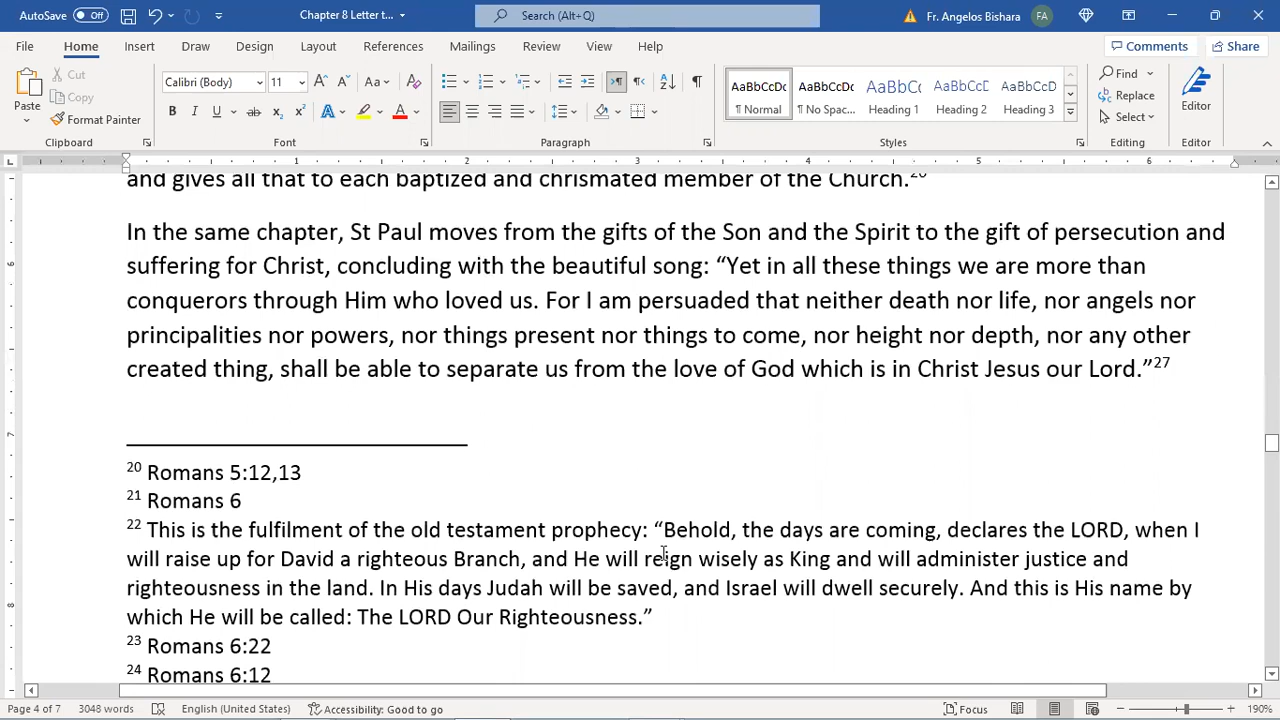 AutoSave Off Chapter 8 Letter t... Search (Alt+Q) Fr. Angelos Bishara FA
File Home Insert Draw Design Layout References Mailings Review View Help Comments Share
Paste Cut Copy Format Painter Calibri (Body) 11 AaBbCcDc AaBbCcDc AaBbC( AaBbCcD AaBbCcD Find Replace Select Editor
¶ Normal ¶ No Spac... Heading 1 Heading 2 Heading 3
Clipboard Font Paragraph Styles Editing Editor
1 2 3 4 5 6
and gives all that to each baptized and chrismated member of the Church.²⁶
In the same chapter, St Paul moves from the gifts of the Son and the Spirit to the gift of persecution and
suffering for Christ, concluding with the beautiful song: “Yet in all these things we are more than
conquerors through Him who loved us. For I am persuaded that neither death nor life, nor angels nor
principalities nor powers, nor things present nor things to come, nor height nor depth, nor any other
created thing, shall be able to separate us from the love of God which is in Christ Jesus our Lord.”²⁷
²⁰ Romans 5:12,13
²¹ Romans 6
²² This is the fulfilment of the old testament prophecy: “Behold, the days are coming, declares the LORD, when I
will raise up for David a righteous Branch, and He will reign wisely as King and will administer justice and
righteousness in the land. In His days Judah will be saved, and Israel will dwell securely. And this is His name by
which He will be called: The LORD Our Righteousness.”
²³ Romans 6:22
²⁴ Romans 6:12
Page 4 of 7 3048 words English (United States) Accessibility: Good to go Focus 190%